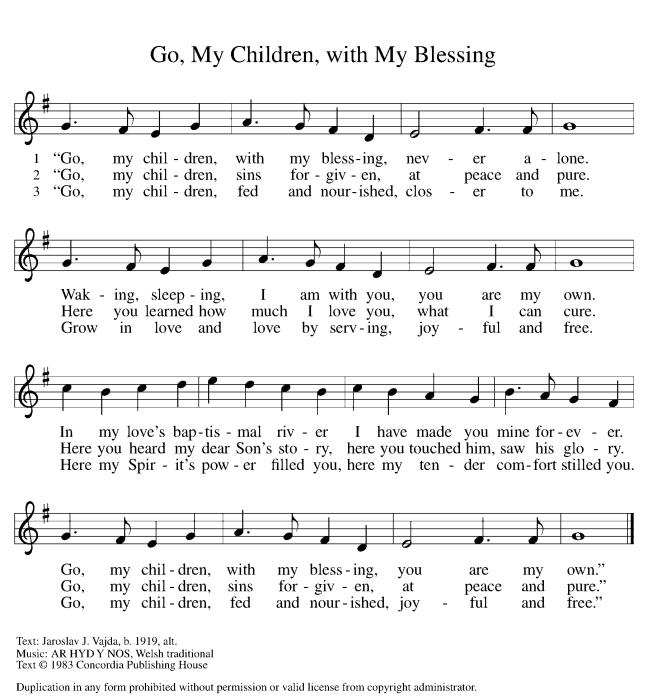 Go, My Children, with My Blessing
1 “Go, my chil - dren, with my bless - ing, nev - er a - lone.
2 “Go, my chil - dren, sins for - giv - en, at peace and pure.
3 “Go, my chil - dren, fed and nour - ished, clos - er to me.
Wak - ing, sleep - ing, I am with you, you are my own.
Here you learned how much I love you, what I can cure.
Grow in love and love by serv - ing, joy - ful and free.
In my love’s bap - tis - mal riv - er I have made you mine for - ev - er.
Here you heard my dear Son’s sto - ry, here you touched him, saw his glo - ry.
Here my Spir - it’s pow - er filled you, here my ten - der com - fort stilled you.
Go, my chil - dren, with my bless - ing, you are my own.”
Go, my chil - dren, sins for - giv - en, at peace and pure.”
Go, my chil - dren, fed and nour - ished, joy - ful and free.”
Text: Jaroslav J. Vajda, b. 1919, alt.
Music: AR HYD Y NOS, Welsh traditional
Text © 1983 Concordia Publishing House
Duplication in any form prohibited without permission or valid license from copyright administrator.